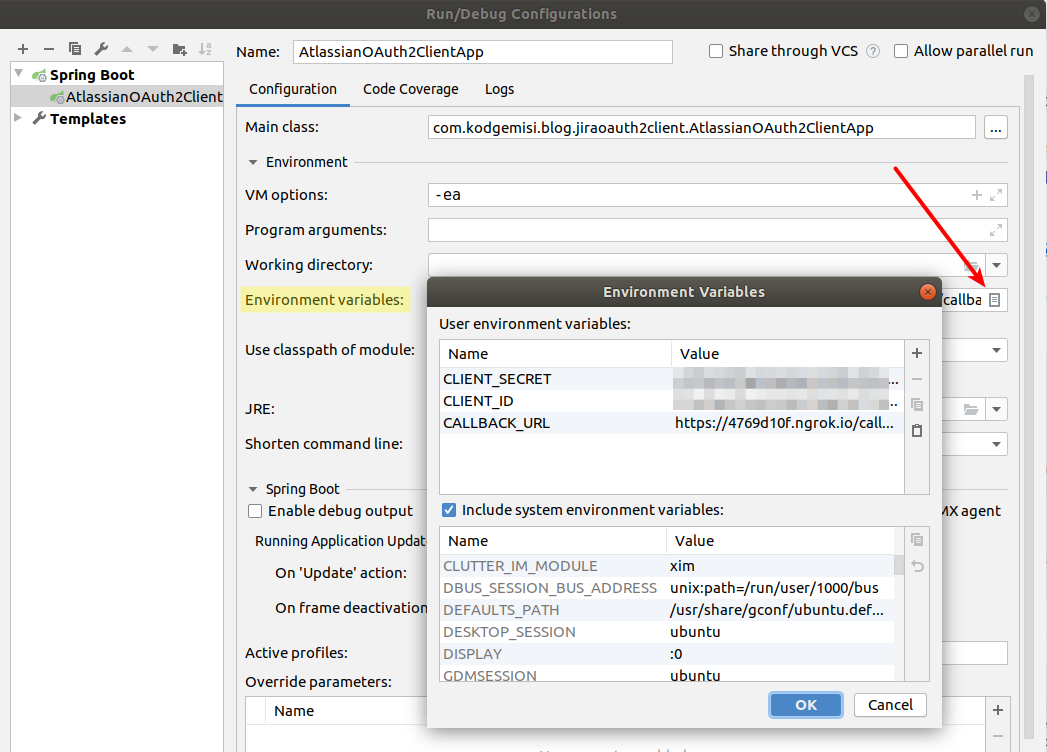 Run/Debug Configurations
Name: AtlassianOAuth2ClientApp
Share through VCS ? Allow parallel run
Spring Boot
AtlassianOAuth2Client
Templates
Configuration Code Coverage Logs
Main class: com.kodgemisi.blog.jiraoauth2client.AtlassianOAuth2ClientApp ...
Environment
VM options: -ea
Program arguments:
Working directory:
Environment variables: /callba
Use classpath of module:
JRE:
Shorten command line:
Spring Boot
Enable debug output MX agent
Running Application Updat
On 'Update' action:
On frame deactivation
Active profiles:
Override parameters:
Name
Environment Variables
User environment variables:
Name Value
CLIENT_SECRET ...
CLIENT_ID ..
CALLBACK_URL https://4769d10f.ngrok.io/call...
Include system environment variables:
Name Value
CLUTTER_IM_MODULE xim
DBUS_SESSION_BUS_ADDRESS unix:path=/run/user/1000/bus
DEFAULTS_PATH /usr/share/gconf/ubuntu.def...
DESKTOP_SESSION ubuntu
DISPLAY :0
GDMSESSION ubuntu
OK Cancel